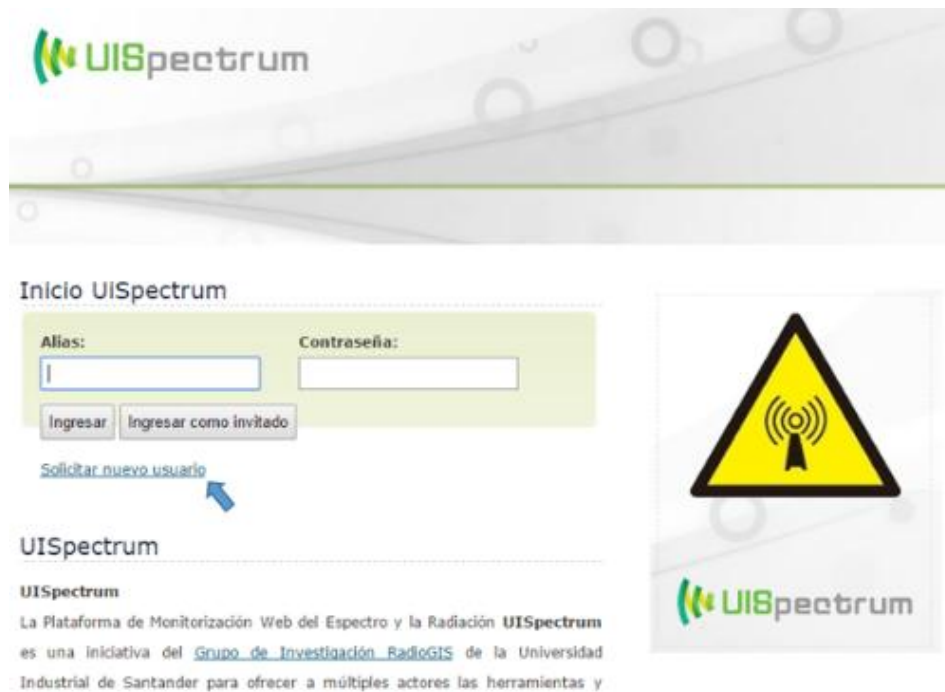 UISpectrum
Inicio UISpectrum
Alias:
Contraseña:
Ingresar
Ingresar como invitado
Solicitar nuevo usuario
UISpectrum
UISpectrum
La Plataforma de Monitorización Web del Espectro y la Radiación UISpectrum
es una iniciativa del Grupo de Investigación RadioGIS de la Universidad
Industrial de Santander para ofrecer a múltiples actores las herramientas y
UISpectrum